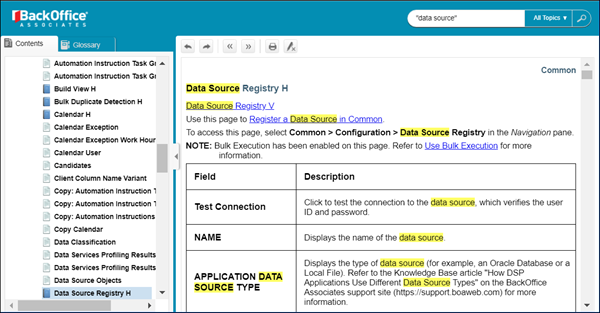 BackOffice®
ASSOCIATES
"data source"
All Topics ▾
Contents
Glossary
Automation Instruction Task Gr
Automation Instruction Task Gr
Build View H
Bulk Duplicate Detection H
Calendar H
Calendar Exception
Calendar Exception Work Hour
Calendar User
Candidates
Client Column Name Variant
Copy: Automation Instruction T
Copy: Automation Instruction T
Copy: Automation Instructions
Copy Calendar
Data Classification
Data Services Profiling Results
Data Services Profiling Results
Data Source Objects
Data Source Registry H
Common
Data Source Registry H
Data Source Registry V
Use this page to Register a Data Source in Common.
To access this page, select Common > Configuration > Data Source Registry in the Navigation pane.
NOTE: Bulk Execution has been enabled on this page. Refer to Use Bulk Execution for more
information.
Field
Description
Test Connection
Click to test the connection to the data source, which verifies the user
ID and password.
NAME
Displays the name of the data source.
APPLICATION DATA
SOURCE TYPE
Displays the type of data source (for example, an Oracle Database or a
Local File). Refer to the Knowledge Base article "How DSP
Applications Use Different Data Source Types" on the BackOffice
Associates support site (https://support.boaweb.com) for more
information.